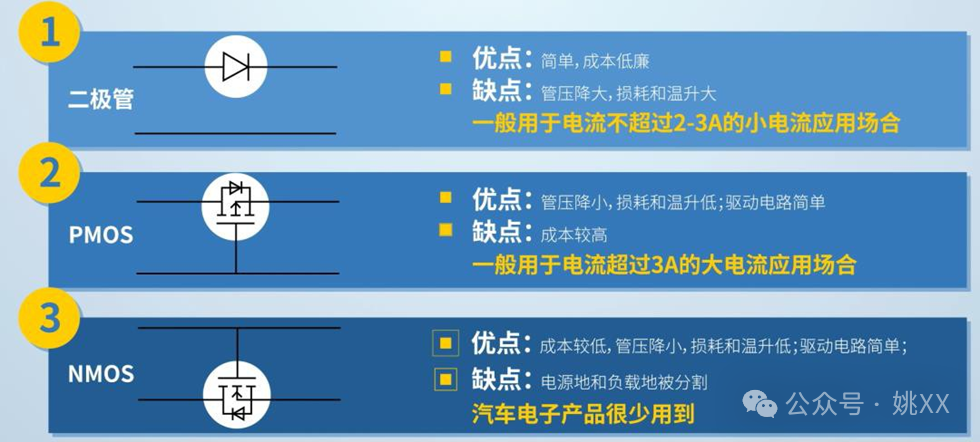 1
二极管
优点：简单，成本低廉
缺点：管压降大，损耗和温升大
一般用于电流不超过2-3A的小电流应用场合
2
PMOS
优点：管压降小，损耗和温升低；驱动电路简单
缺点：成本较高
一般用于电流超过3A的大电流应用场合
3
NMOS
优点：成本较低，管压降小，损耗和温升低；驱动电路简单；
缺点：电源地和负载地被分割
汽车电子产品很少用到
公众号 · 姚XX